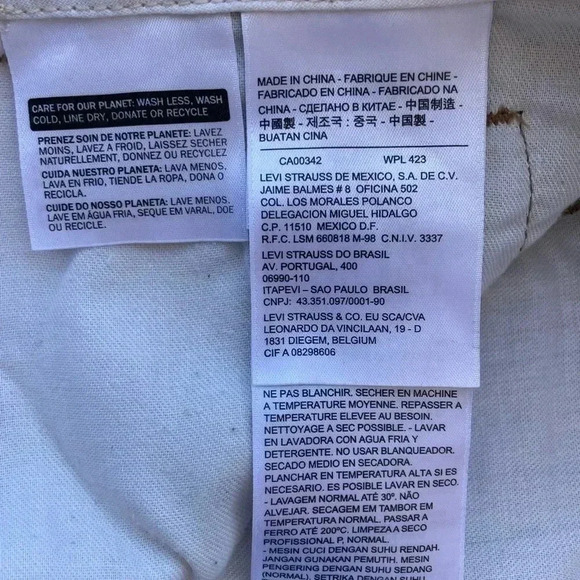 CARE FOR OUR PLANET: WASH LESS, WASH
COLD, LINE DRY, DONATE OR RECYCLE
PRENEZ SOIN DE NOTRE PLANETE: LAVEZ
MOINS, LAVEZ A FROID, LAISSEZ SECHER
NATURELLEMENT, DONNEZ OU RECYCLEZ.
CUIDA NUESTRO PLANETA: LAVA MENOS,
LAVA EN FRIO, TIENDE LA ROPA, DONA O
RECICLA.
CUIDE DO NOSSO PLANETA: LAVE MENOS,
LAVE EM ÁGUA FRIA, SEQUE EM VARAL, DOE
OU RECICLE.
MADE IN CHINA - FABRIQUE EN CHINE -
FABRICADO EN CHINA - FABRICADO NA
CHINA - СДЕЛАНО В КИТАЕ - 中国制造 -
中國製 - 제조국 : 중국 - 中国製 -
BUATAN CINA
CA00342 WPL 423
LEVI STRAUSS DE MEXICO, S.A. DE C.V.
JAIME BALMES # 8 OFICINA 502
COL. LOS MORALES POLANCO
DELEGACION MIGUEL HIDALGO
C.P. 11510 MEXICO D.F.
R.F.C. LSM 660818 M-98 C.N.I.V. 3337
LEVI STRAUSS DO BRASIL
AV. PORTUGAL, 400
06990-110
ITAPEVI – SAO PAULO BRASIL
CNPJ: 43.351.097/0001-90
LEVI STRAUSS & CO. EU SCA/CVA
LEONARDO DA VINCILAAN, 19 - D
1831 DIEGEM, BELGIUM
CIF A 08298606
NE PAS BLANCHIR. SECHER EN MACHINE
A TEMPERATURE MOYENNE. REPASSER A
TEMPERATURE ELEVEE AU BESOIN.
NETTOYAGE A SEC POSSIBLE. - LAVAR
EN LAVADORA CON AGUA FRIA Y
DETERGENTE. NO USAR BLANQUEADOR.
SECADO MEDIO EN SECADORA.
PLANCHAR EN TEMPERATURA ALTA SI ES
NECESARIO. ES POSIBLE LAVAR EN SECO.
- LAVAGEM NORMAL ATÉ 30º. NÃO
ALVEJAR. SECAGEM EM TAMBOR EM
TEMPERATURA NORMAL. PASSAR A
FERRO ATÉ 200ºC. LIMPEZA A SECO
PROFISSIONAL P, NORMAL.
- MESIN CUCI DENGAN SUHU RENDAH.
JANGAN GUNAKAN PEMUTIH. MESIN
PENGERING DENGAN SUHU SEDANG
(NORMAL). SETRIKA DENGAN SUHU